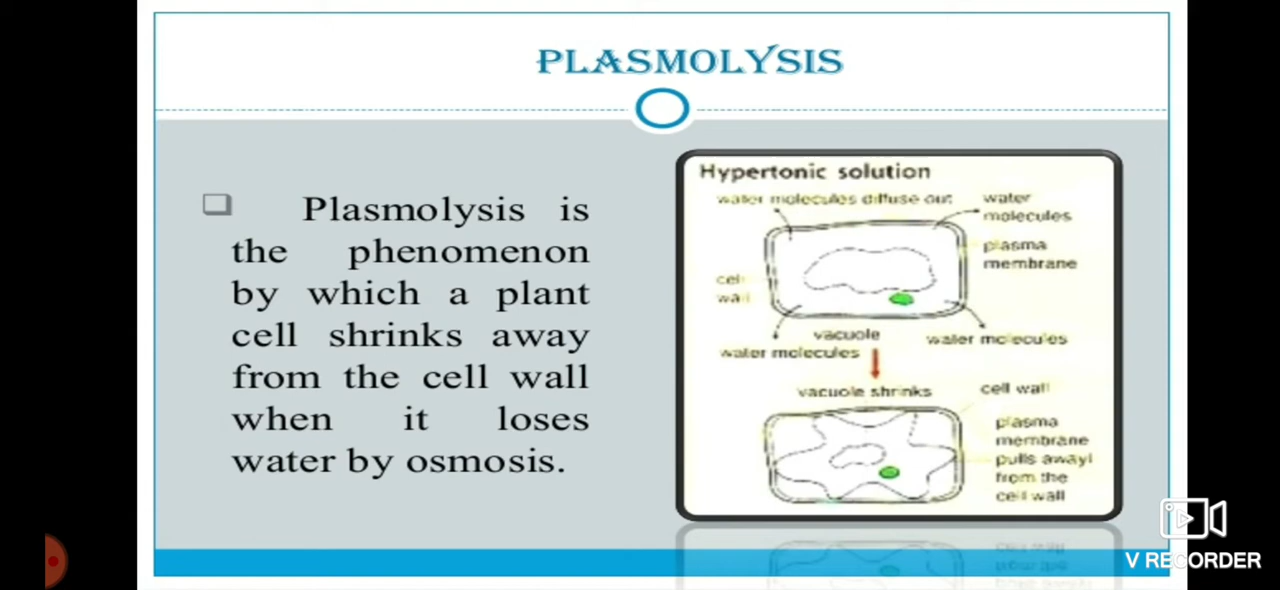 PLASMOLYSIS
Plasmolysis is
the phenomenon
by which a plant
cell shrinks away
from the cell wall
when it loses
water by osmosis.
Hypertonic solution
water molecules diffuse out
water
molecules
plasma
membrane
cell
wall
vacuole
water molecules
water molecules
vacuole shrinks
cell wall
plasma
membrane
pulls away
from the
cell wall
V RECORDER